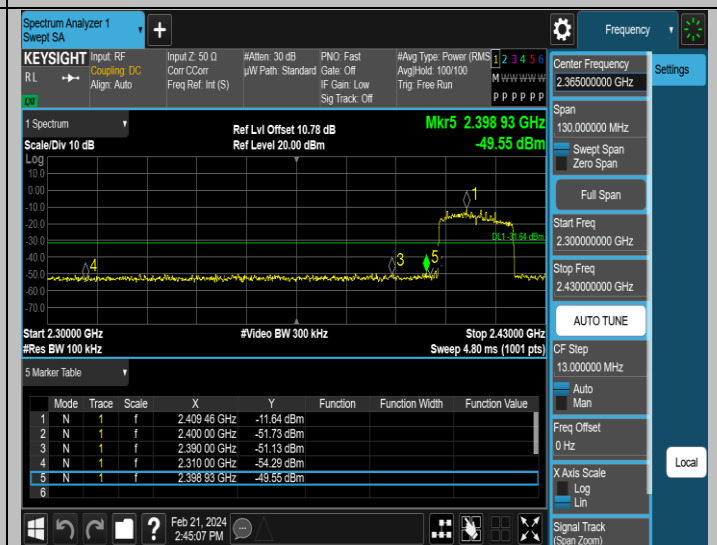 Spectrum Analyzer 1
Swept SA
+
Frequency
KEYSIGHT
RL
LXI
Input: RF
Coupling: DC
Align: Auto
Input Z: 50 Ω
Corr CCorr
Freq Ref: Int (S)
#Atten: 30 dB
µW Path: Standard
PNO: Fast
Gate: Off
IF Gain: Low
Sig Track: Off
#Avg Type: Power (RMS
Avg|Hold: 100/100
Trig: Free Run
1 2 3 4 5 6
M W W W W W
P P P P P P
1 Spectrum
Scale/Div 10 dB
Ref Lvl Offset 10.78 dB
Ref Level 20.00 dBm
Mkr5 2.398 93 GHz
-49.55 dBm
Log
10.0
0.00
-10.0
-20.0
-30.0
-40.0
-50.0
-60.0
-70.0
1
DL1 -31.64 dBm
3
5
4
Start 2.30000 GHz
#Res BW 100 kHz
#Video BW 300 kHz
Stop 2.43000 GHz
Sweep 4.80 ms (1001 pts)
5 Marker Table
Mode Trace Scale X Y Function Function Width Function Value
1 N 1 f 2.409 46 GHz -11.64 dBm
2 N 1 f 2.400 00 GHz -51.73 dBm
3 N 1 f 2.390 00 GHz -51.13 dBm
4 N 1 f 2.310 00 GHz -54.29 dBm
5 N 1 f 2.398 93 GHz -49.55 dBm
6
?
Feb 21, 2024
2:45:07 PM
Center Frequency
2.365000000 GHz
Span
130.000000 MHz
Swept Span
Zero Span
Full Span
Start Freq
2.300000000 GHz
Stop Freq
2.430000000 GHz
AUTO TUNE
CF Step
13.000000 MHz
Auto
Man
Freq Offset
0 Hz
X Axis Scale
Log
Lin
Signal Track
(Span Zoom)
Settings
Local